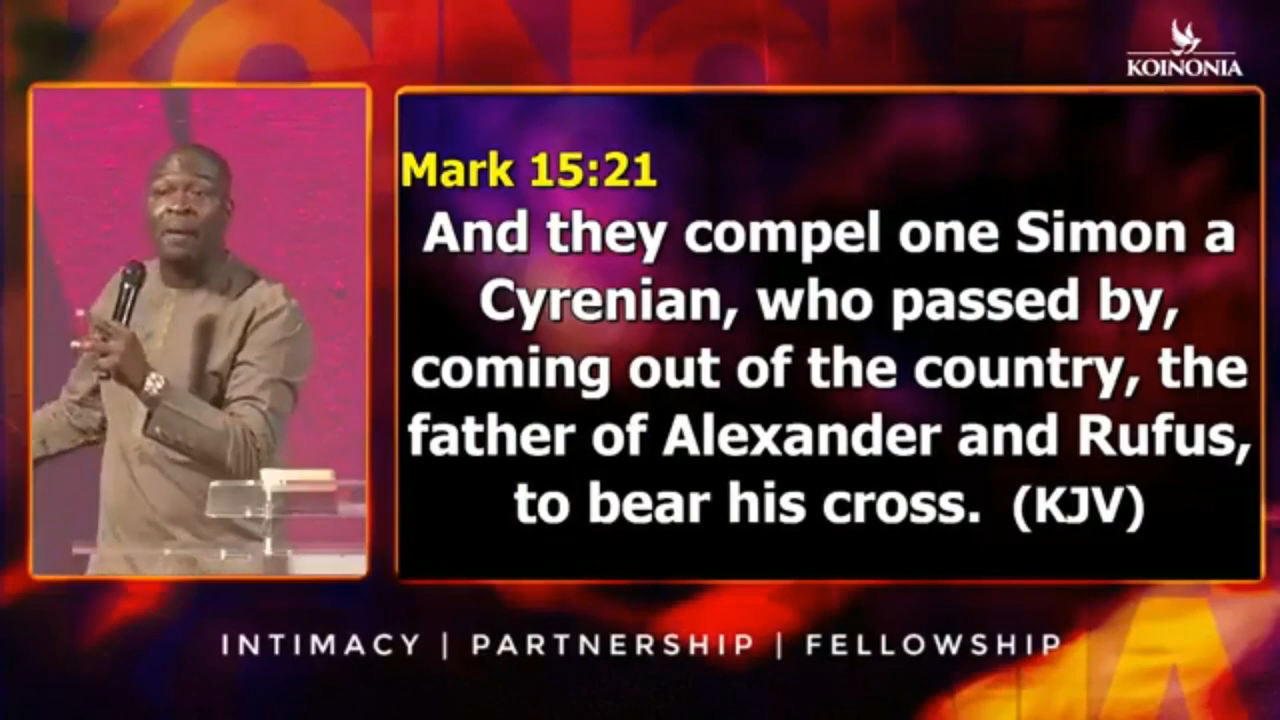 KOINONIA
Mark 15:21
And they compel one Simon a
Cyrenian, who passed by,
coming out of the country, the
father of Alexander and Rufus,
to bear his cross. (KJV)
INTIMACY | PARTNERSHIP | FELLOWSHIP